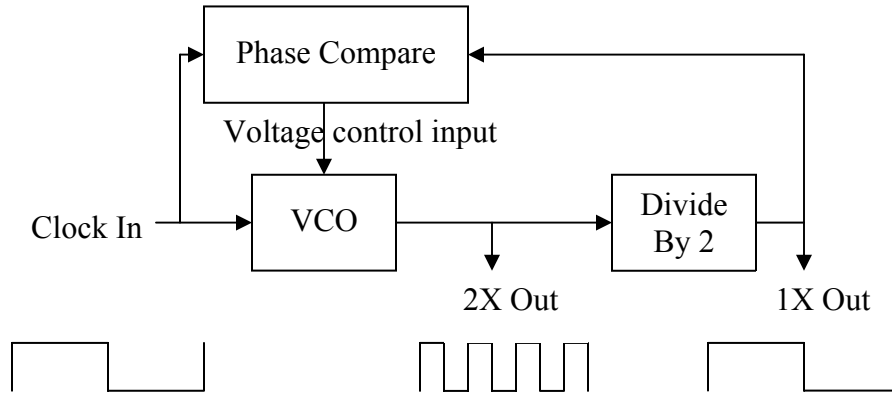 Phase Compare
Voltage control input
Clock In
VCO
Divide
By 2
2X Out
1X Out